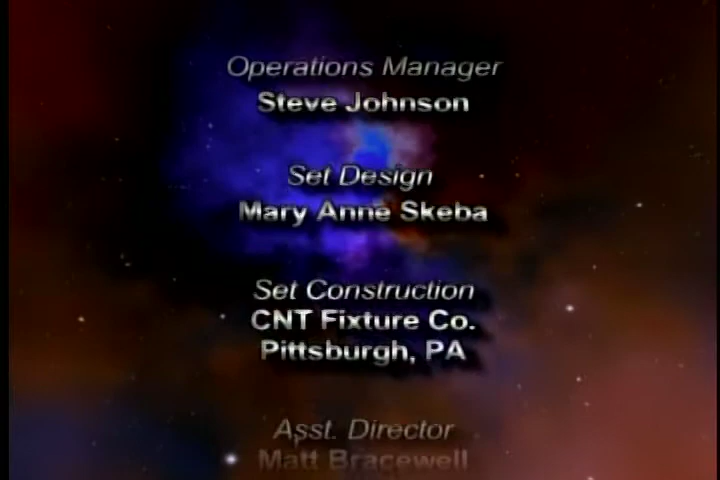 Operations Manager
Steve Johnson
Set Design
Mary Anne Skeba
Set Construction
CNT Fixture Co.
Pittsburgh, PA
Asst. Director
Matt Bracewell